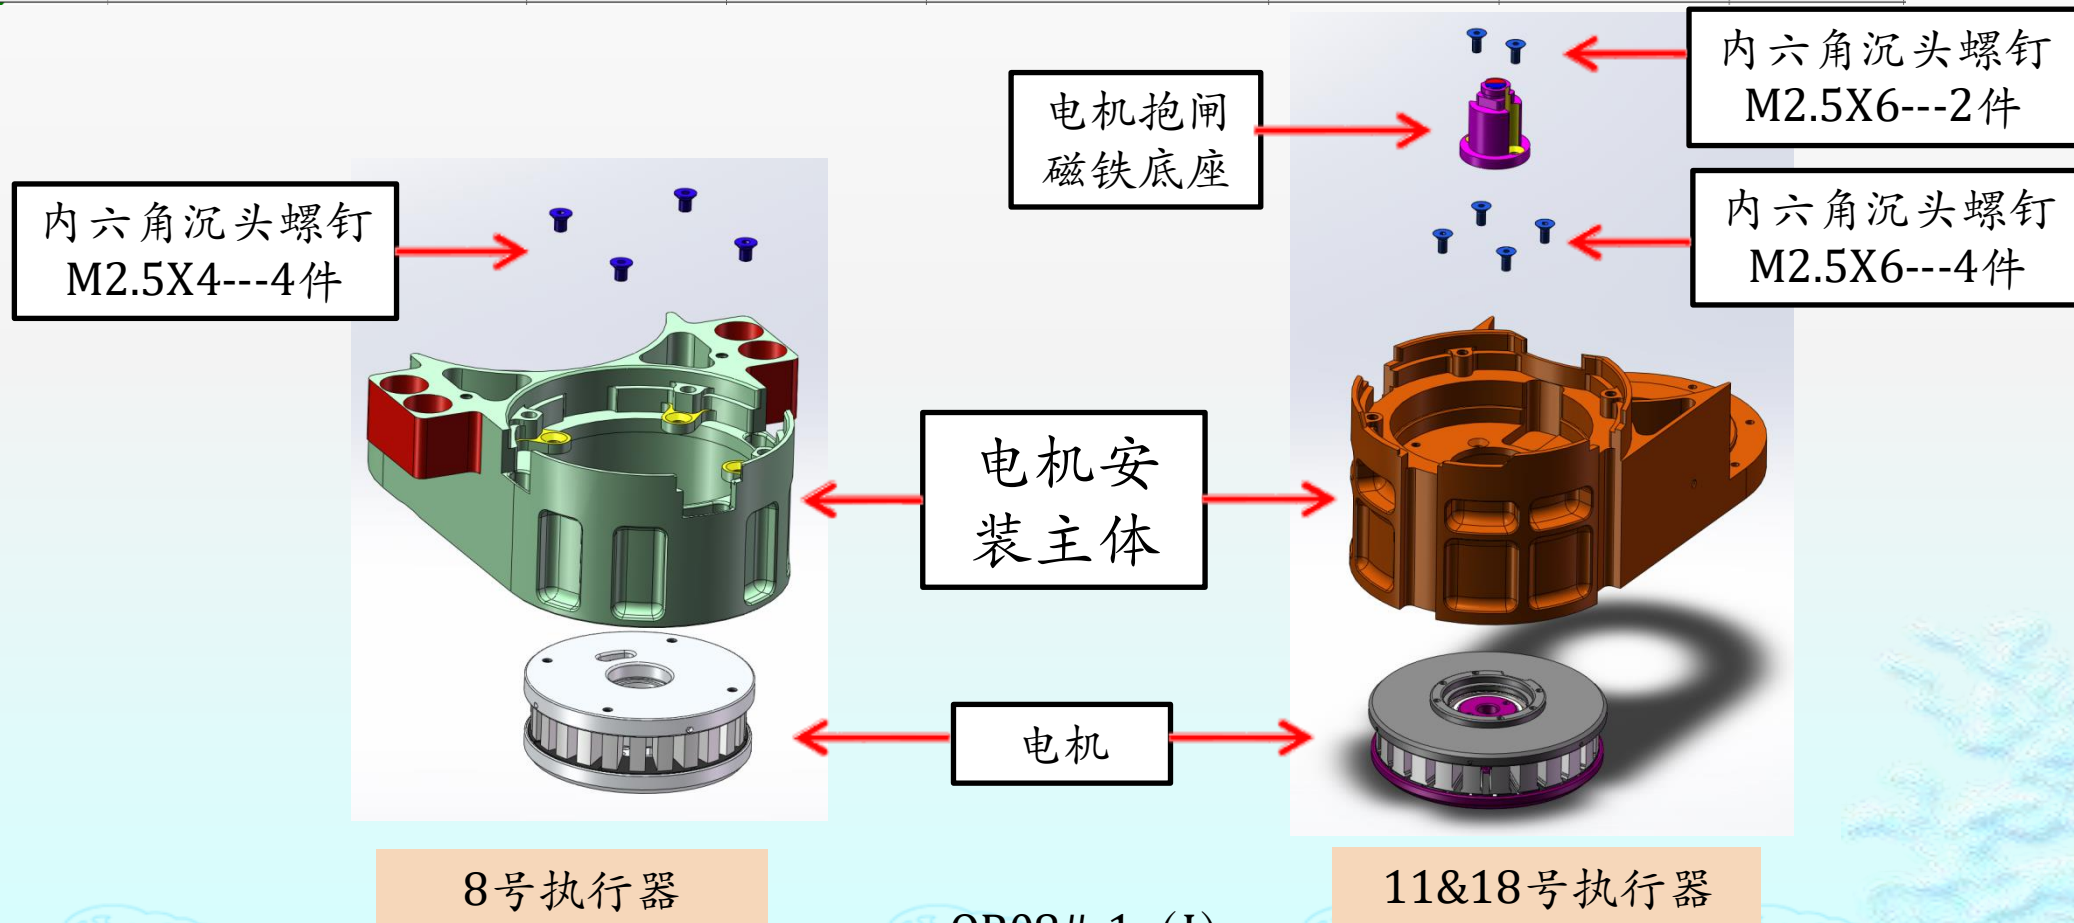 内六角沉头螺钉
M2.5X6---2件
电机抱闸
磁铁底座
内六角沉头螺钉
M2.5X4---4件
内六角沉头螺钉
M2.5X6---4件
电机安
装主体
电机
8号执行器
11&18号执行器